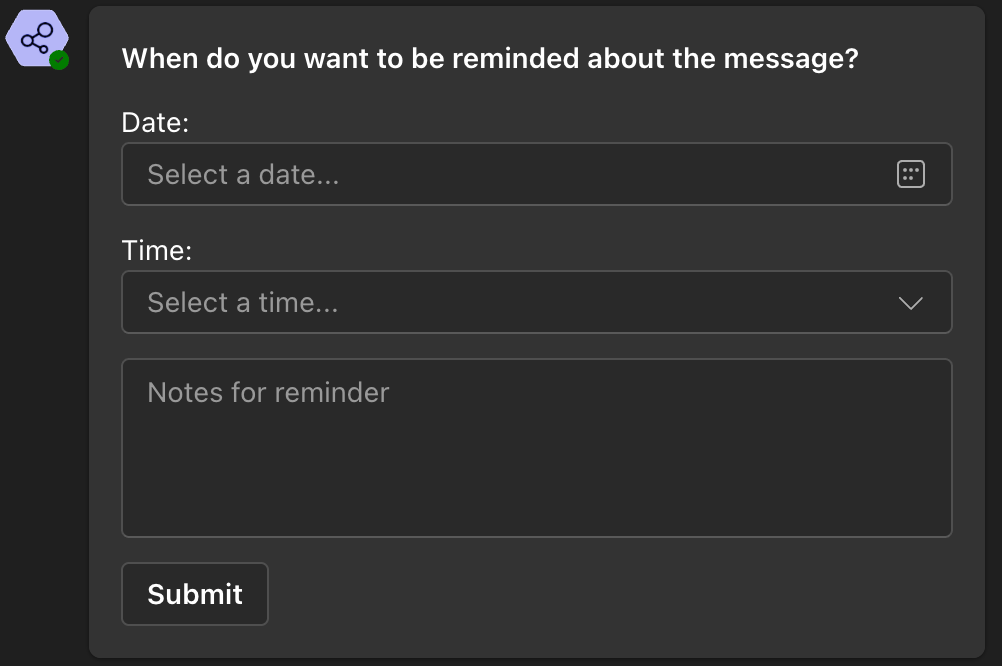 When do you want to be reminded about the message?
Date:
Select a date...
Time:
Select a time...
Notes for reminder
Submit